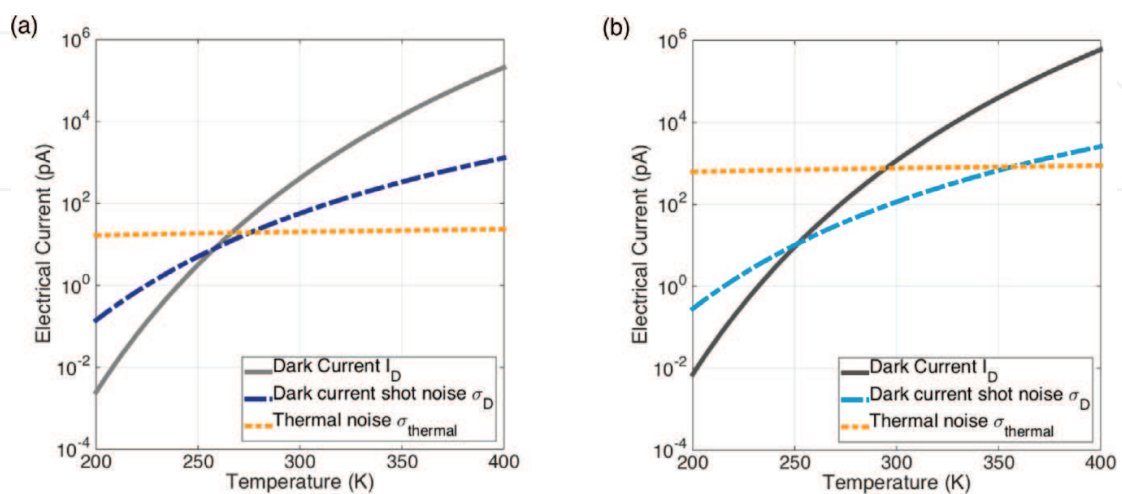 (a)
10^6
10^4
10^2
10^0
10^-2
10^-4
Electrical Current (pA)
200 250 300 350 400
Temperature (K)
Dark Current I_D
Dark current shot noise σ_D
Thermal noise σ_thermal
(b)
10^6
10^4
10^2
10^0
10^-2
10^-4
Electrical Current (pA)
200 250 300 350 400
Temperature (K)
Dark Current I_D
Dark current shot noise σ_D
Thermal noise σ_thermal